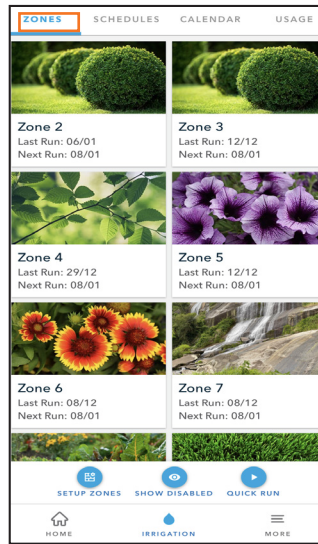 ZONES SCHEDULES CALENDAR USAGE
Zone 2
Last Run: 06/01
Next Run: 08/01
Zone 3
Last Run: 12/12
Next Run: 08/01
Zone 4
Last Run: 29/12
Next Run: 08/01
Zone 5
Last Run: 12/12
Next Run: 08/01
Zone 6
Last Run: 08/12
Next Run: 08/01
Zone 7
Last Run: 08/12
Next Run: 08/01
SETUP ZONES SHOW DISABLED QUICK RUN
HOME IRRIGATION MORE